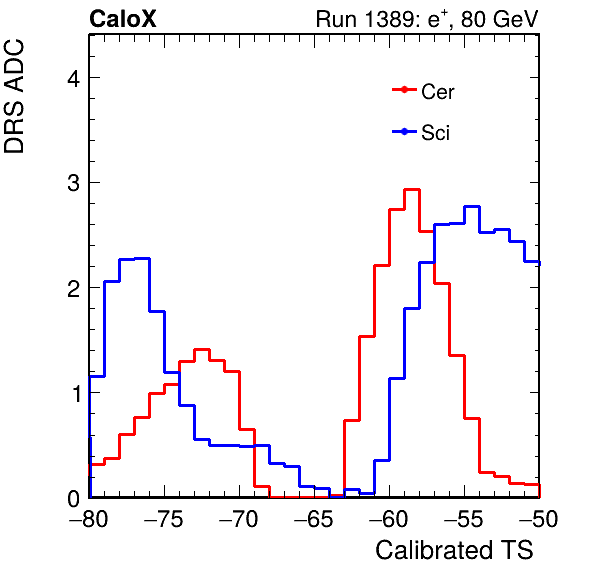 CaloX Run 1389: e⁺, 80 GeV
DRS ADC
Cer
Sci
4
3
2
1
0
−80 −75 −70 −65 −60 −55 −50
Calibrated TS